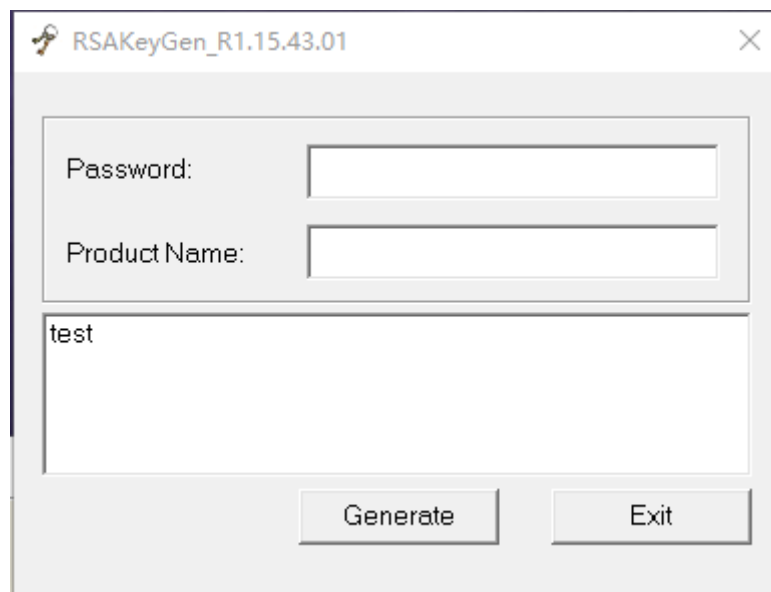 RSAKeyGen_R1.15.43.01
Password:
Product Name:
test
Generate
Exit